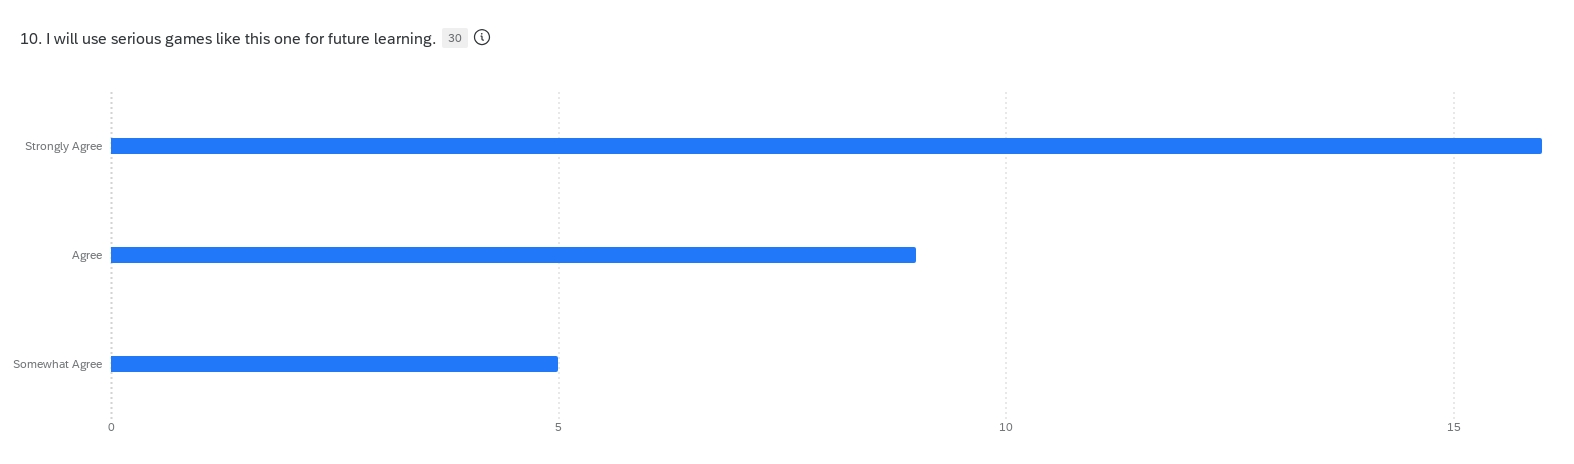 10. I will use serious games like this one for future learning. 30
Strongly Agree
Agree
Somewhat Agree
0 5 10 15